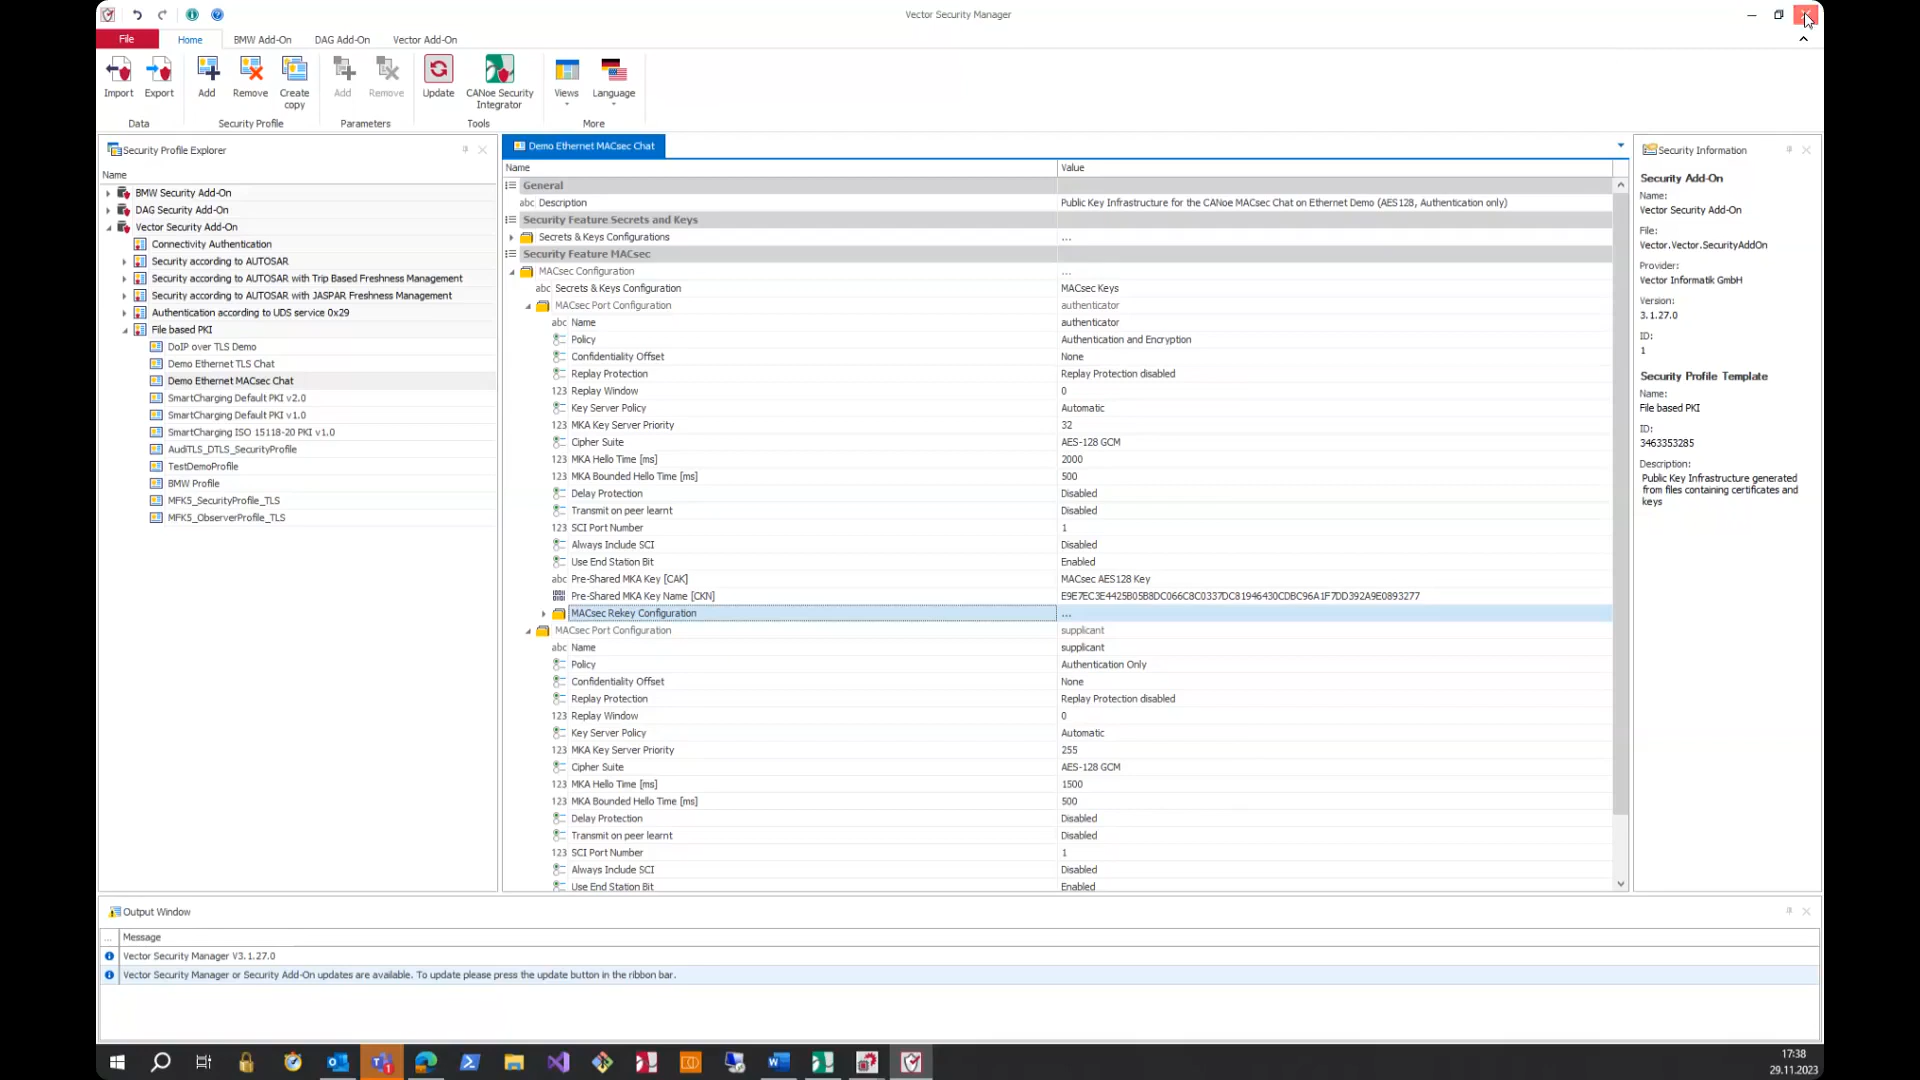 Vector Security Manager
File
Home
BMW Add-On
DAG Add-On
Vector Add-On
Import
Export
Add
Remove
Create copy
Add
Remove
Update
CANoe Security Integrator
Views
Language
Data
Security Profile
Parameters
Tools
More
Security Profile Explorer
Name
BMW Security Add-On
DAG Security Add-On
Vector Security Add-On
Connectivity Authentication
Security according to AUTOSAR
Security according to AUTOSAR with Trip Based Freshness Management
Security according to AUTOSAR with JASPAR Freshness Management
Authentication according to UDS service 0x29
File based PKI
DoIP over TLS Demo
Demo Ethernet TLS Chat
Demo Ethernet MACsec Chat
SmartCharging Default PKI v2.0
SmartCharging Default PKI v1.0
SmartCharging ISO 15118-20 PKI v1.0
AudiTLS_DTLS_SecurityProfile
TestDemoProfile
BMW Profile
MFK5_SecurityProfile_TLS
MFK5_ObserverProfile_TLS
Demo Ethernet MACsec Chat
Name Value
General
abc Description Public Key Infrastructure for the CANoe MACsec Chat on Ethernet Demo (AES128, Authentication only)
Security Feature Secrets and Keys
Secrets & Keys Configurations ...
Security Feature MACsec
MACsec Configuration ...
abc Secrets & Keys Configuration MACsec Keys
MACsec Port Configuration authenticator
abc Name authenticator
Policy Authentication and Encryption
Confidentiality Offset None
Replay Protection Replay Protection disabled
123 Replay Window 0
Key Server Policy Automatic
123 MKA Key Server Priority 32
Cipher Suite AES-128 GCM
123 MKA Hello Time [ms] 2000
123 MKA Bounded Hello Time [ms] 500
Delay Protection Disabled
Transmit on peer learnt Disabled
123 SCI Port Number 1
Always Include SCI Disabled
Use End Station Bit Enabled
abc Pre-Shared MKA Key [CAK] MACsec AES128 Key
Pre-Shared MKA Key Name [CKN] E9E7EC3E4425B05B8DC066C8C0337DC81946430CDBC96A1F7DD392A9E0893277
MACsec Rekey Configuration ...
MACsec Port Configuration supplicant
abc Name supplicant
Policy Authentication Only
Confidentiality Offset None
Replay Protection Replay Protection disabled
123 Replay Window 0
Key Server Policy Automatic
123 MKA Key Server Priority 255
Cipher Suite AES-128 GCM
123 MKA Hello Time [ms] 1500
123 MKA Bounded Hello Time [ms] 500
Delay Protection Disabled
Transmit on peer learnt Disabled
123 SCI Port Number 1
Always Include SCI Disabled
Use End Station Bit Enabled
Security Information
Security Add-On
Name:
Vector Security Add-On
File:
Vector.Vector.SecurityAddOn
Provider:
Vector Informatik GmbH
Version:
3.1.27.0
ID:
1
Security Profile Template
Name:
File based PKI
ID:
3463353285
Description:
Public Key Infrastructure generated
from files containing certificates and
keys
Output Window
... Message
Vector Security Manager V3.1.27.0
Vector Security Manager or Security Add-On updates are available. To update please press the update button in the ribbon bar.
17:38
29.11.2023